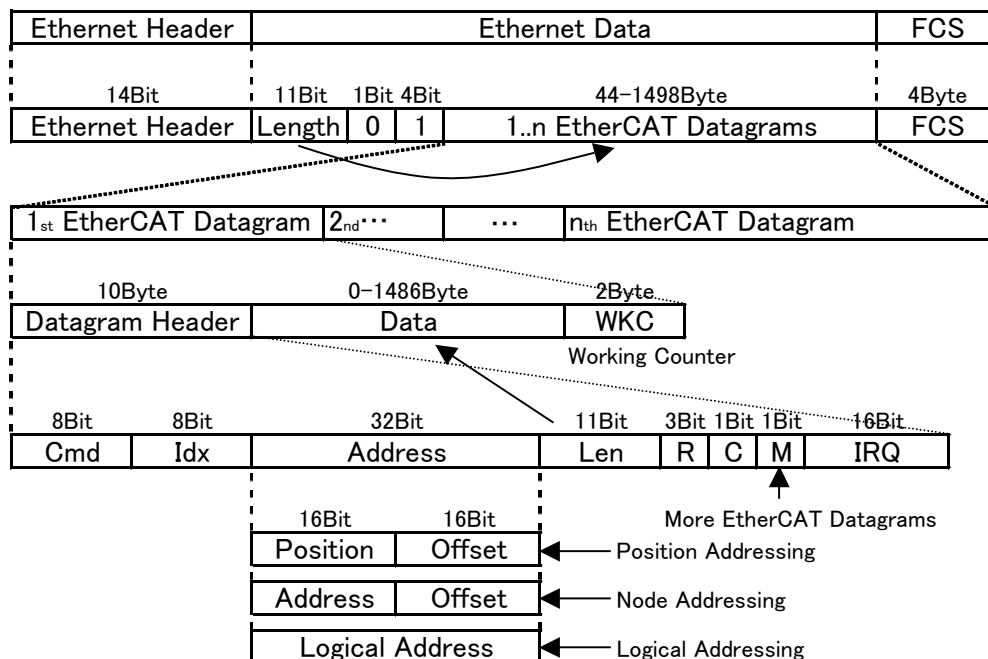 Ethernet Header Ethernet Data FCS
14Bit 11Bit 1Bit 4Bit 44-1498Byte 4Byte
Ethernet Header Length 0 1 1..n EtherCAT Datagrams FCS
1st EtherCAT Datagram 2nd… … nth EtherCAT Datagram
10Byte 0-1486Byte 2Byte
Datagram Header Data WKC
Working Counter
8Bit 8Bit 32Bit 11Bit 3Bit 1Bit 1Bit 16Bit
Cmd Idx Address Len R C M IRQ
16Bit 16Bit More EtherCAT Datagrams
Position Offset Position Addressing
Address Offset Node Addressing
Logical Address Logical Addressing